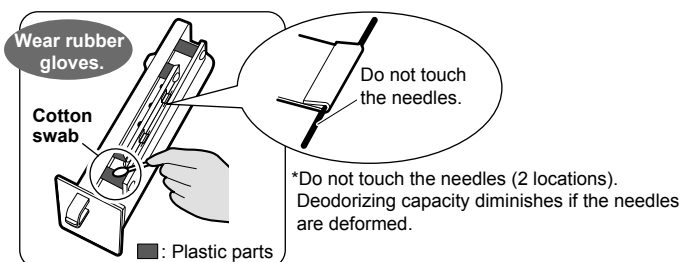 Wear rubber
gloves.
Cotton
swab
Do not touch
the needles.
*Do not touch the needles (2 locations).
Deodorizing capacity diminishes if the needles
are deformed.
: Plastic parts